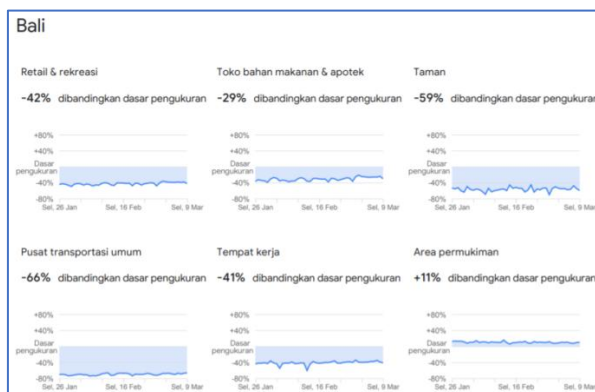 Bali
Retail & rekreasi
-42% dibandingkan dasar pengukuran
+80%
+40%
Dasar
pengukuran
-40%
-80%
Sel, 26 Jan Sel, 16 Feb Sel, 9 Mar
Toko bahan makanan & apotek
-29% dibandingkan dasar pengukuran
+80%
+40%
Dasar
pengukuran
-40%
-80%
Sel, 26 Jan Sel, 16 Feb Sel, 9 Mar
Taman
-59% dibandingkan dasar pengukuran
+80%
+40%
Dasar
pengukuran
-40%
-80%
Sel, 26 Jan Sel, 16 Feb Sel, 9 Mar
Pusat transportasi umum
-66% dibandingkan dasar pengukuran
+80%
+40%
Dasar
pengukuran
-40%
-80%
Sel, 26 Jan Sel, 16 Feb Sel, 9 Mar
Tempat kerja
-41% dibandingkan dasar pengukuran
+80%
+40%
Dasar
pengukuran
-40%
-80%
Sel, 26 Jan Sel, 16 Feb Sel, 9 Mar
Area permukiman
+11% dibandingkan dasar pengukuran
+80%
+40%
Dasar
pengukuran
-40%
-80%
Sel, 26 Jan Sel, 16 Feb Sel, 9 Mar